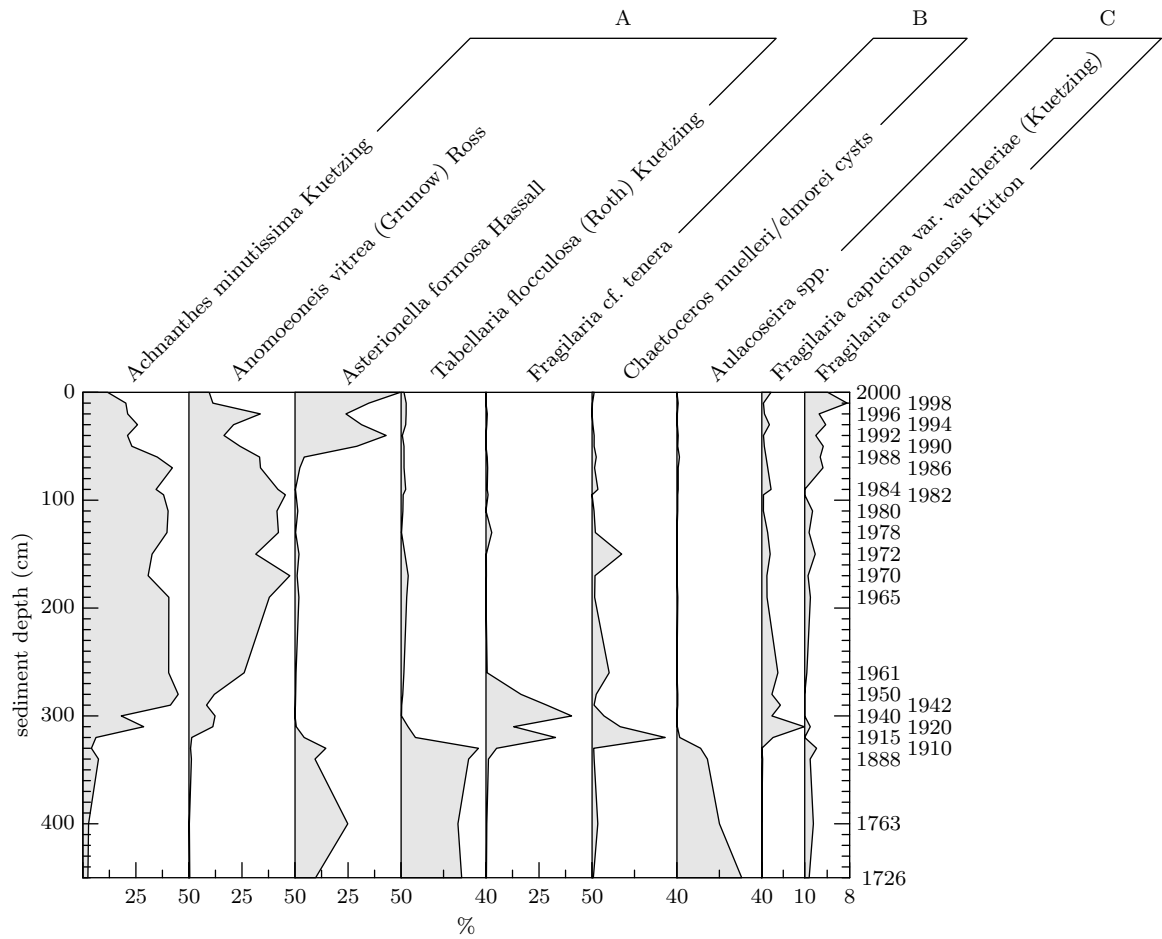 A
B
C
Achnanthes minutissima Kuetzing
Anomoeoneis vitrea (Grunow) Ross
Asterionella formosa Hassall
Tabellaria flocculosa (Roth) Kuetzing
Fragilaria cf. tenera
Chaetoceros muelleri/elmorei cysts
Aulacoseira spp.
Fragilaria capucina var. vaucheriae (Kuetzing)
Fragilaria crotonensis Kitton
0
100
200
300
400
sediment depth (cm)
2000
1998
1996
1994
1992
1990
1988
1986
1984
1982
1980
1978
1972
1970
1965
1961
1950
1942
1940
1920
1915
1910
1888
1763
1726
25 50 25 50 25 50 40 25 50 40 40 10 8
%